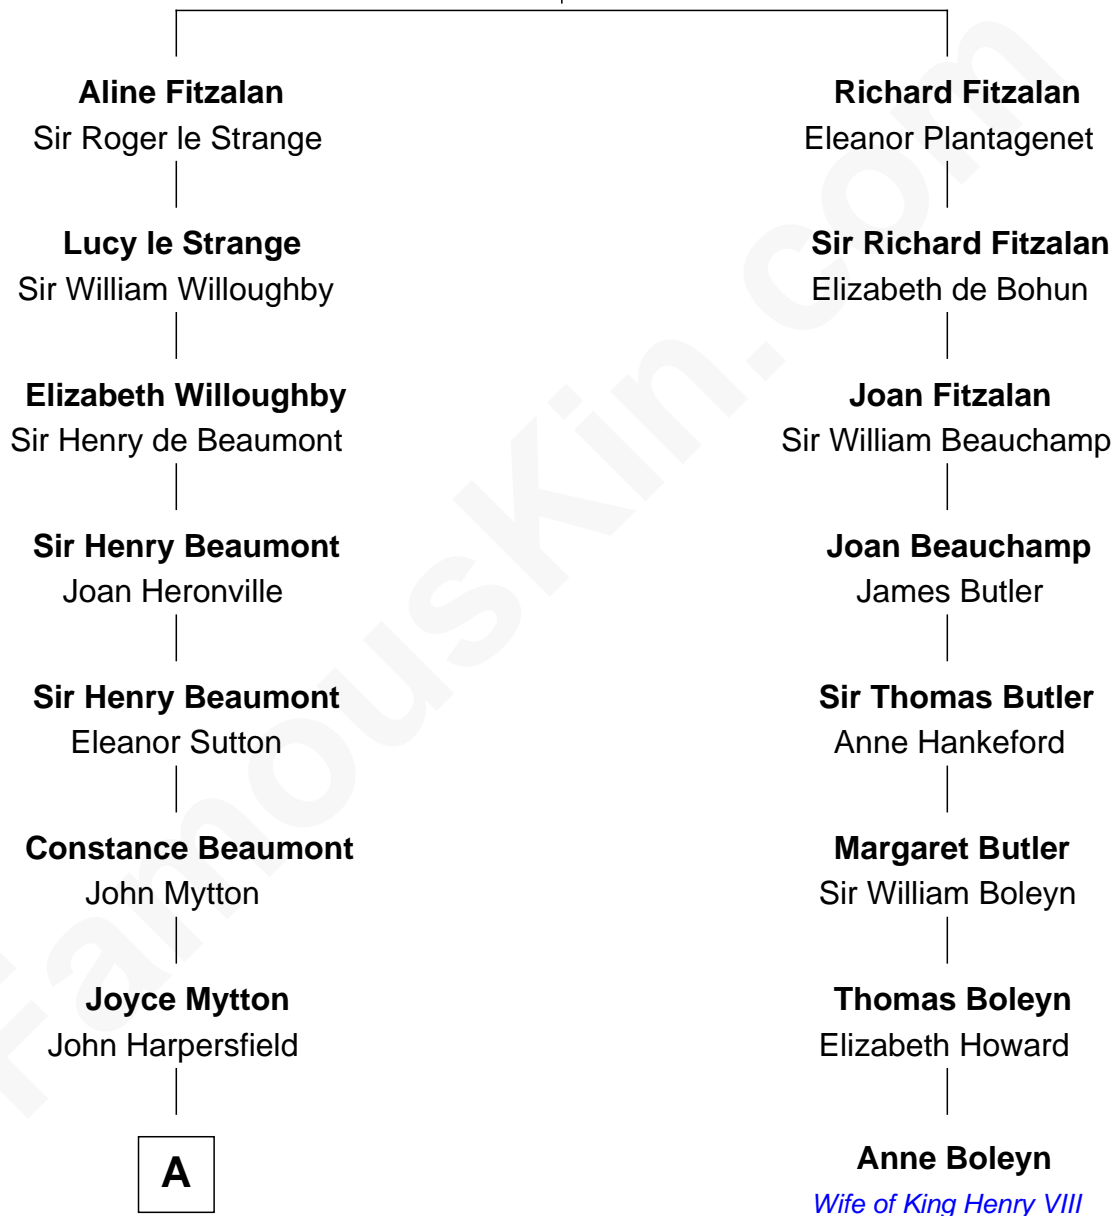 Aline Fitzalan
Sir Roger le Strange
Lucy le Strange
Sir William Willoughby
Elizabeth Willoughby
Sir Henry de Beaumont
Sir Henry Beaumont
Joan Heronville
Sir Henry Beaumont
Eleanor Sutton
Constance Beaumont
John Mytton
Joyce Mytton
John Harpersfield
A
Richard Fitzalan
Eleanor Plantagenet
Sir Richard Fitzalan
Elizabeth de Bohun
Joan Fitzalan
Sir William Beauchamp
Joan Beauchamp
James Butler
Sir Thomas Butler
Anne Hankeford
Margaret Butler
Sir William Boleyn
Thomas Boleyn
Elizabeth Howard
Anne Boleyn
Wife of King Henry VIII
FamousKin.com